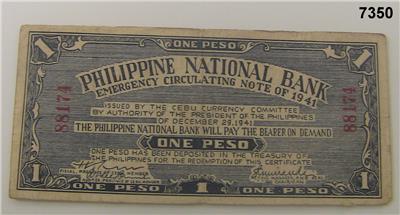 7350
1 ONE PESO 1
PHILIPPINE NATIONAL BANK
EMERGENCY CIRCULATING NOTE OF 1941
ISSUED BY THE CEBU CURRENCY COMMITTEE
BY AUTHORITY OF THE PRESIDENT OF THE PHILIPPINES
OF DECEMBER 29, 1941
88174 88174
THE PHILIPPINE NATIONAL BANK WILL PAY THE BEARER ON DEMAND
ONE PESO
ONE PESO HAS BEEN DEPOSITED IN THE TREASURY OF
THE PHILIPPINES FOR THE REDEMPTION OF THIS CERTIFICATE
MEMBER
CHAIRMAN
ONE PESO 1 ONE PESO